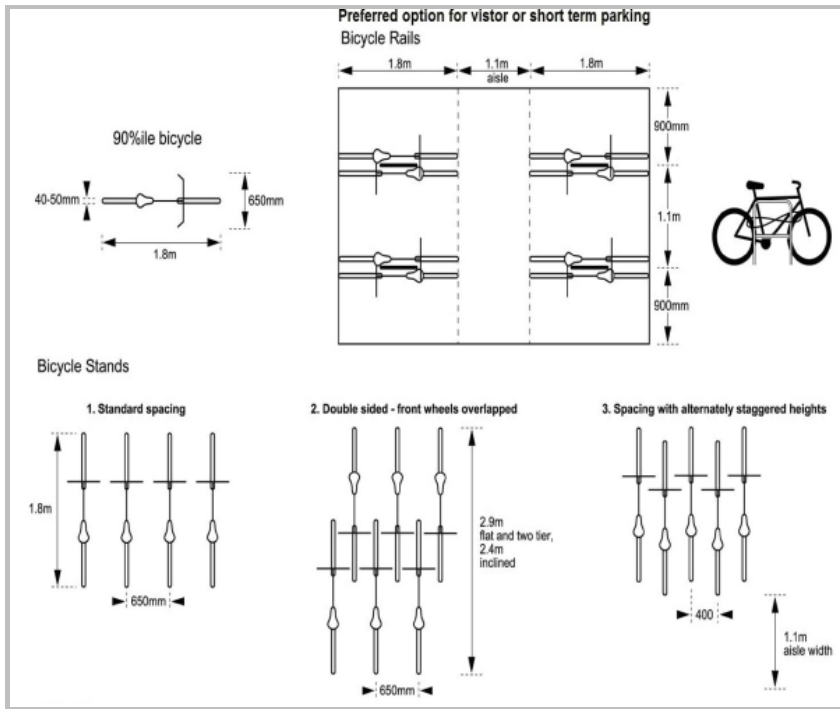 Preferred option for vistor or short term parking
Bicycle Rails
1.8m
1.1m
aisle
1.8m
90%ile bicycle
40-50mm
650mm
1.8m
900mm
1.1m
900mm
Bicycle Stands
1. Standard spacing
1.8m
650mm
2. Double sided - front wheels overlapped
2.9m
flat and two tier,
2.4m
inclined
650mm
3. Spacing with alternately staggered heights
400
1.1m
aisle width